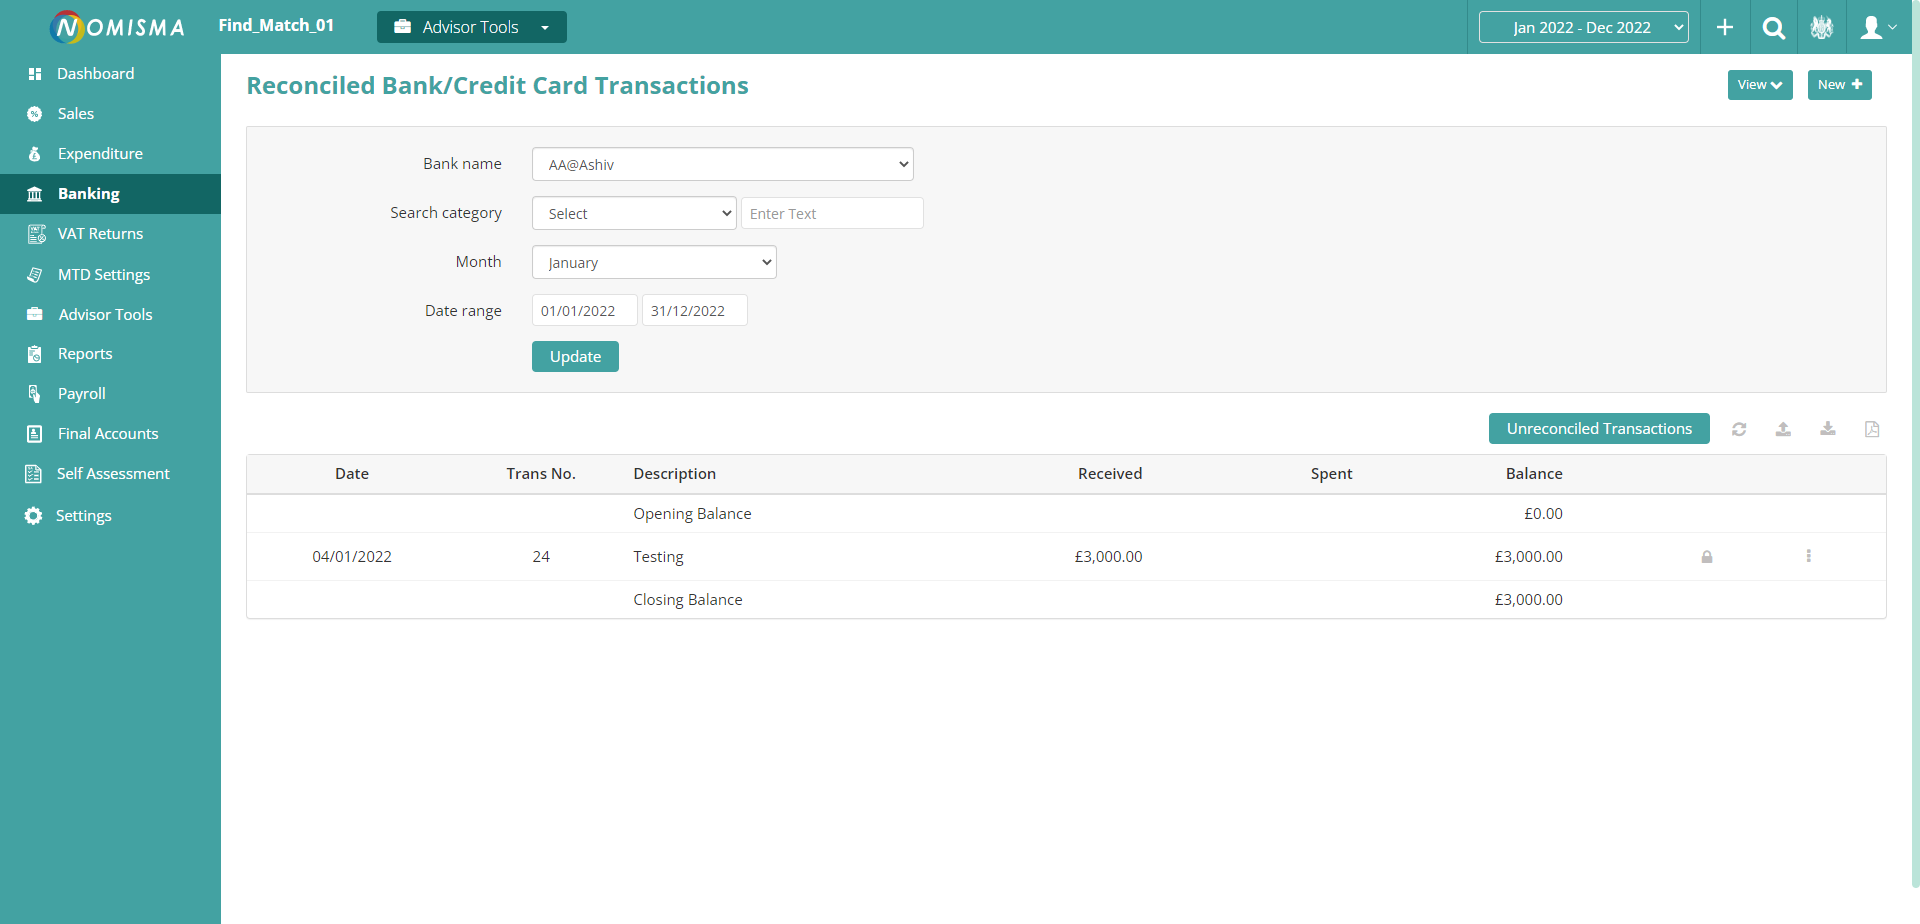 NOMISMA
Find_Match_01
Advisor Tools
Jan 2022 - Dec 2022
Dashboard
Sales
Expenditure
Banking
VAT Returns
MTD Settings
Advisor Tools
Reports
Payroll
Final Accounts
Self Assessment
Settings
Reconciled Bank/Credit Card Transactions
View
New
Bank name AA@Ashiv
Search category Select Enter Text
Month January
Date range 01/01/2022 31/12/2022
Update
Unreconciled Transactions
Date Trans No. Description Received Spent Balance
Opening Balance £0.00
04/01/2022 24 Testing £3,000.00 £3,000.00
Closing Balance £3,000.00